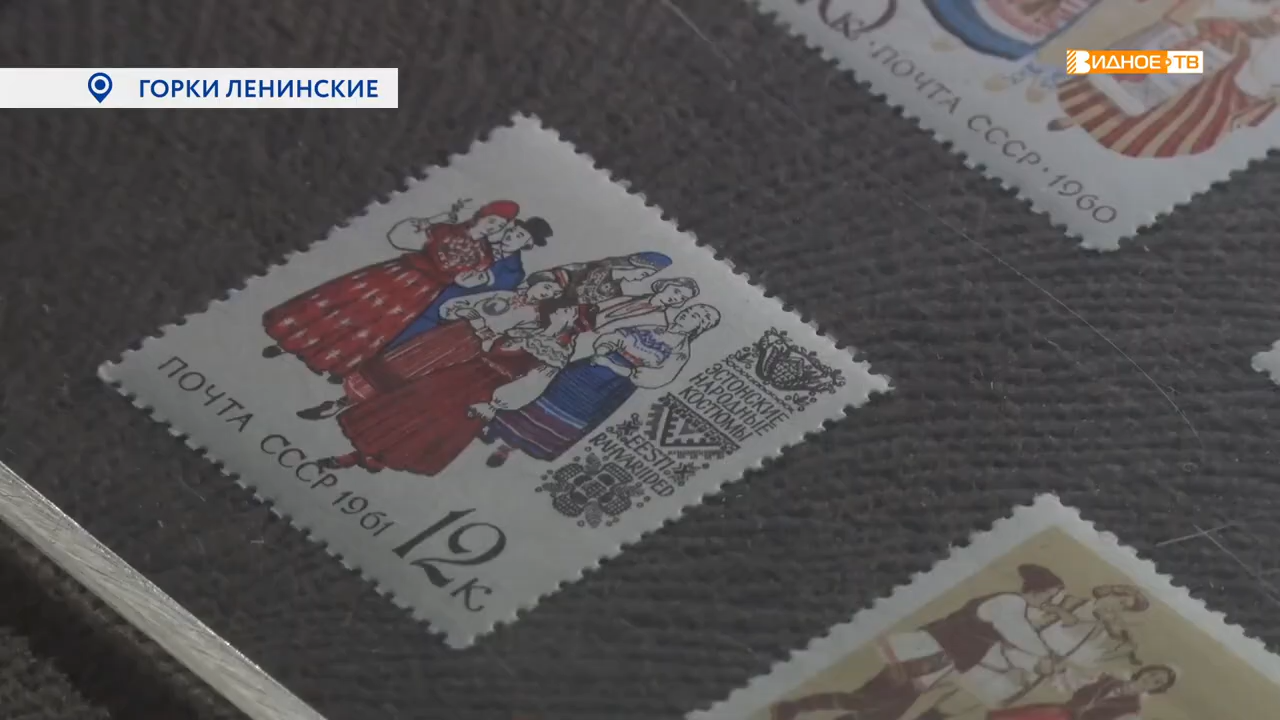 ГОРКИ ЛЕНИНСКИЕ
ВИДНОЕ ТВ
К
·ПОЧТА СССР·1960
ЭСТОНСКИЕ
НАРОДНЫЕ
КОСТЮМЫ
EESTI
RAHVARIIDED
ПОЧТА СССР 1961
12К